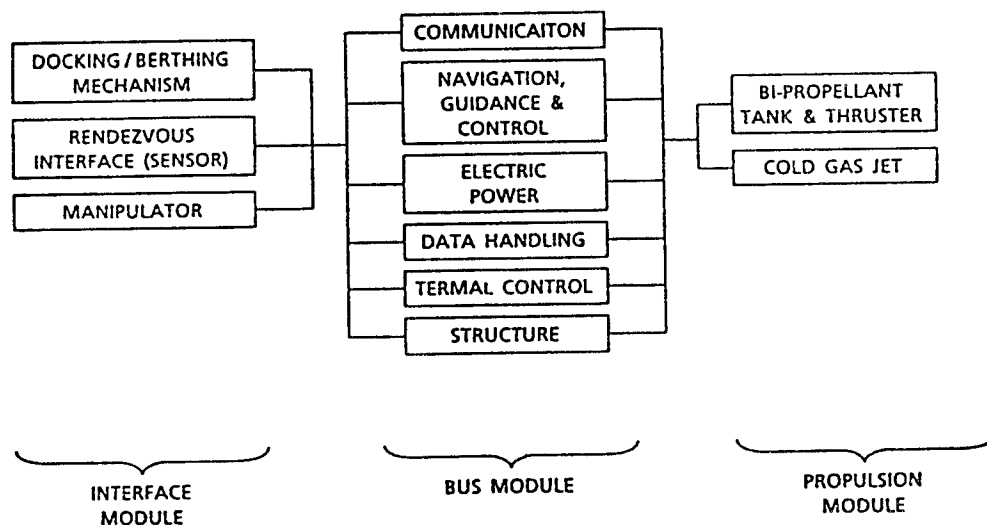 DOCKING/BERTHING
MECHANISM
RENDEZVOUS
INTERFACE (SENSOR)
MANIPULATOR
COMMUNICAITON
NAVIGATION,
GUIDANCE &
CONTROL
ELECTRIC
POWER
DATA HANDLING
TERMAL CONTROL
STRUCTURE
BI-PROPELLANT
TANK & THRUSTER
COLD GAS JET
INTERFACE
MODULE
BUS MODULE
PROPULSION
MODULE